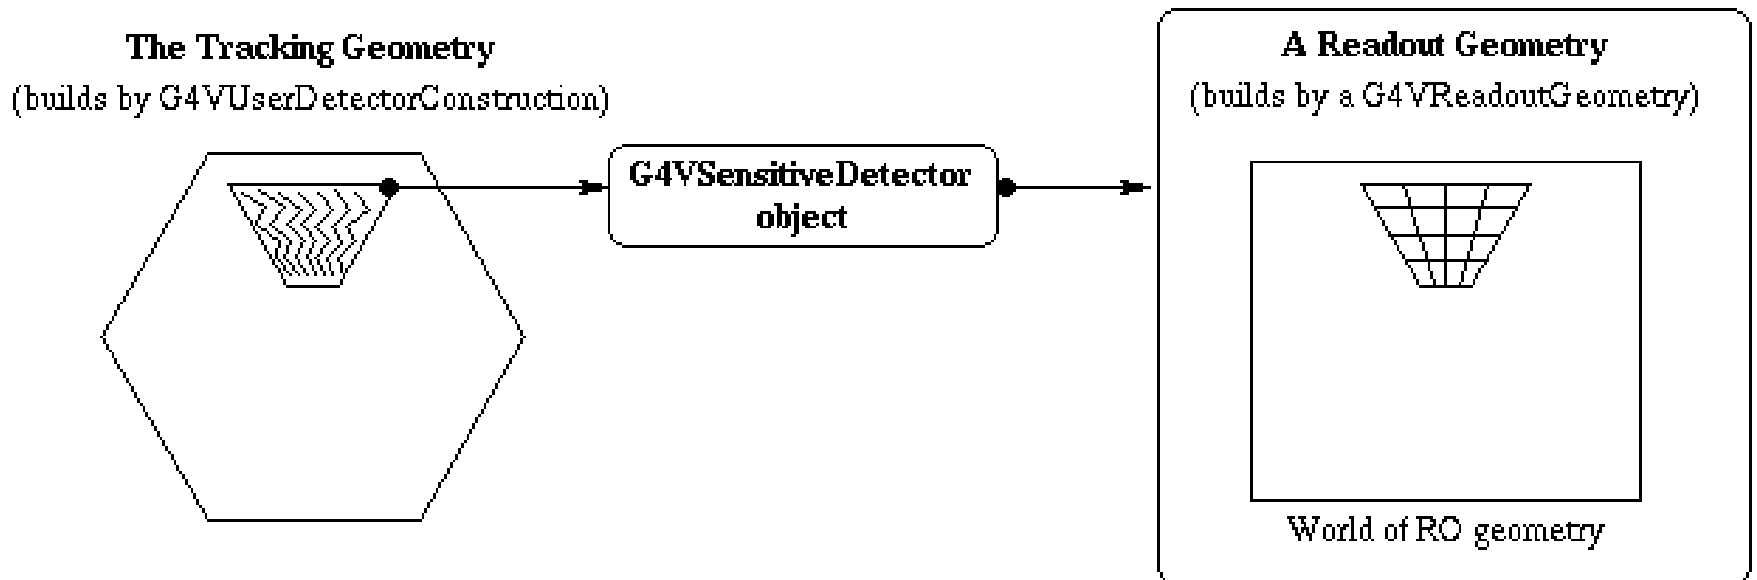 The Tracking Geometry
(builds by G4VUserDetectorConstruction)
G4VSensitiveDetector
object
A Readout Geometry
(builds by a G4VReadoutGeometry)
World of RO geometry